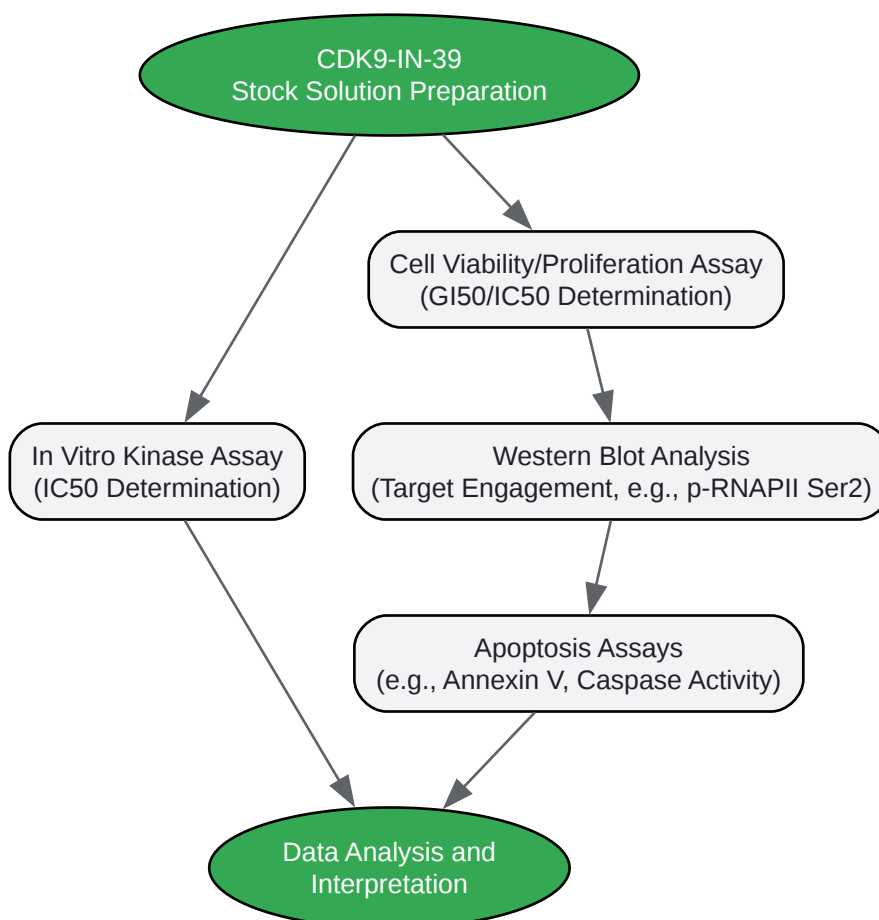 CDK9-IN-39
Stock Solution Preparation
Cell Viability/Proliferation Assay
(GI50/IC50 Determination)
In Vitro Kinase Assay
(IC50 Determination)
Western Blot Analysis
(Target Engagement, e.g., p-RNAPII Ser2)
Apoptosis Assays
(e.g., Annexin V, Caspase Activity)
Data Analysis and
Interpretation